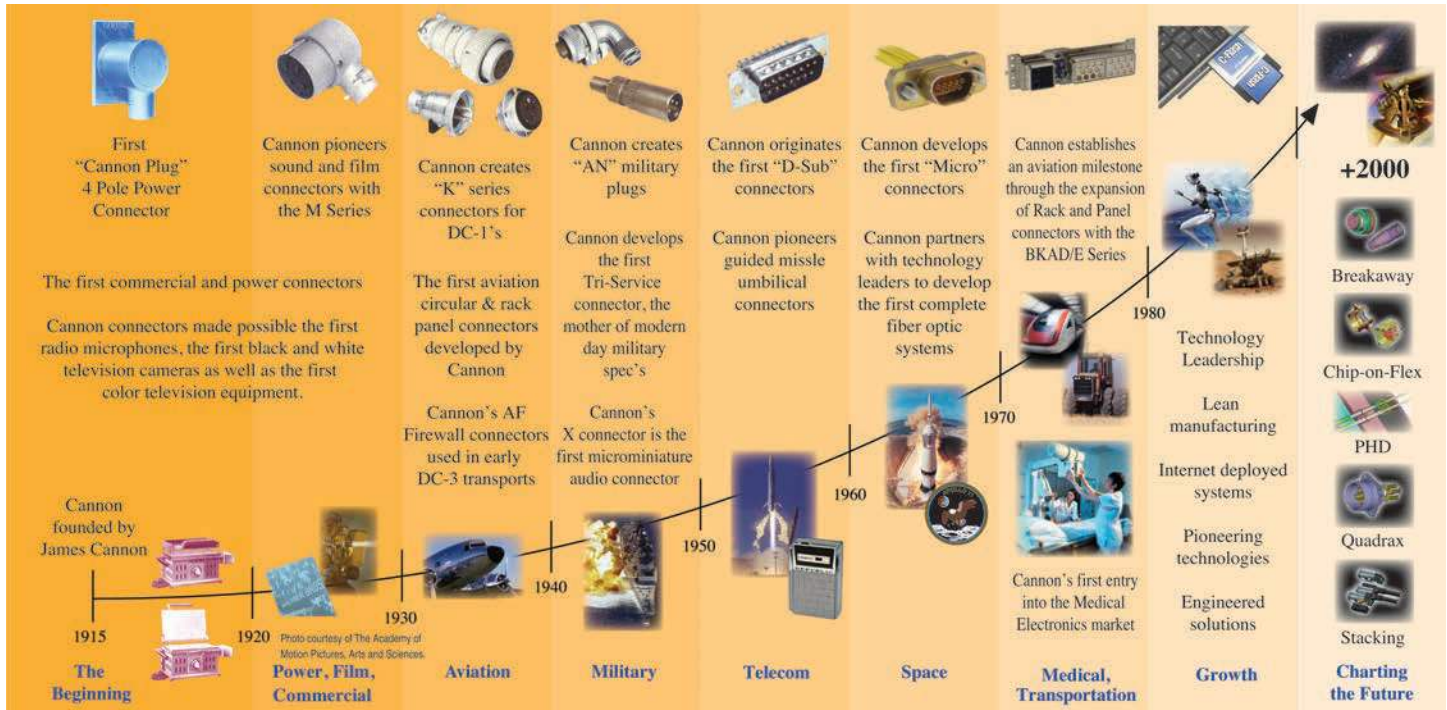 First
“Cannon Plug”
4 Pole Power
Connector
Cannon pioneers
sound and film
connectors with
the M Series
The first commercial and power connectors
Cannon connectors made possible the first
radio microphones, the first black and white
television cameras as well as the first
color television equipment.
Cannon
founded by
James Cannon
1915
The
Beginning
1920
Photo courtesy of The Academy of
Motion Pictures, Arts and Sciences.
Power, Film,
Commercial
Cannon creates
“K” series
connectors for
DC-1’s
The first aviation
circular & rack
panel connectors
developed by
Cannon
Cannon’s AF
Firewall connectors
used in early
DC-3 transports
1930
Aviation
Cannon creates
“AN” military
plugs
Cannon develops
the first
Tri-Service
connector, the
mother of modern
day military
spec’s
Cannon’s
X connector is the
first microminiature
audio connector
1940
Military
Cannon originates
the first “D-Sub”
connectors
Cannon pioneers
guided missle
umbilical
connectors
1950
Telecom
Cannon develops
the first “Micro”
connectors
Cannon partners
with technology
leaders to develop
the first complete
fiber optic
systems
1960
Space
Cannon establishes
an aviation milestone
through the expansion
of Rack and Panel
connectors with the
BKAD/E Series
1970
Cannon’s first entry
into the Medical
Electronics market
Medical,
Transportation
C-Flash
1980
Technology
Leadership
Lean
manufacturing
Internet deployed
systems
Pioneering
technologies
Engineered
solutions
Growth
+2000
Breakaway
Chip-on-Flex
PHD
Quadrax
Stacking
Charting
the Future